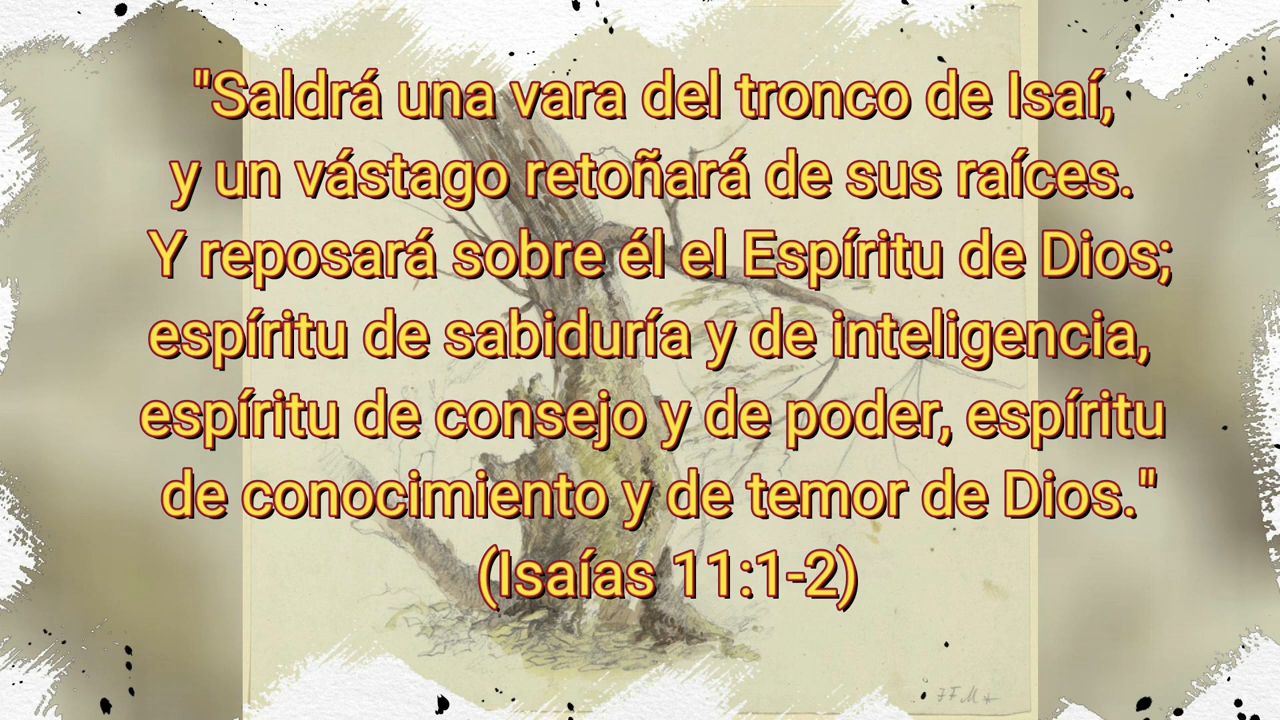 "Saldrá una vara del tronco de Isaí,
y un vástago retoñará de sus raíces.
Y reposará sobre él el Espíritu de Dios;
espíritu de sabiduría y de inteligencia,
espíritu de consejo y de poder, espíritu
de conocimiento y de temor de Dios."
(Isaías 11:1-2)